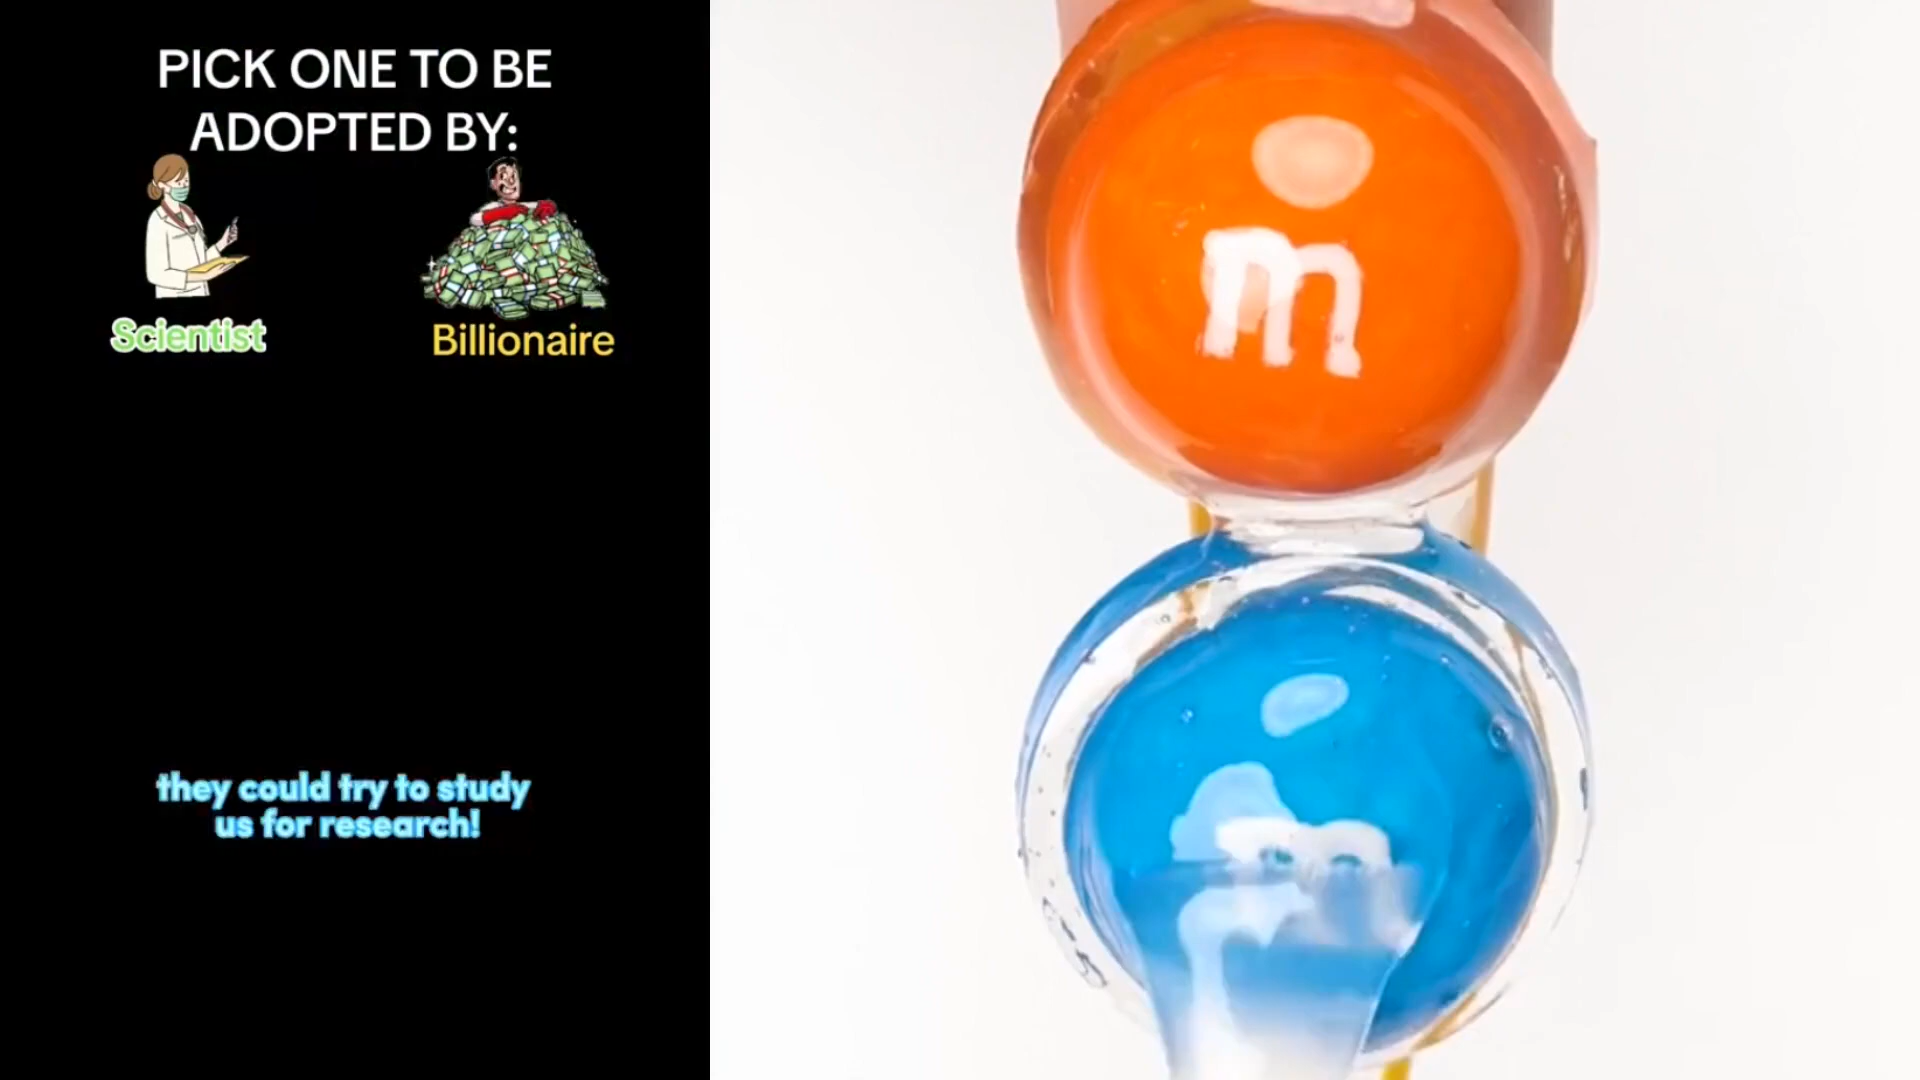 PICK ONE TO BE
ADOPTED BY:
Scientist
Billionaire
they could try to study
us for research!
m
m